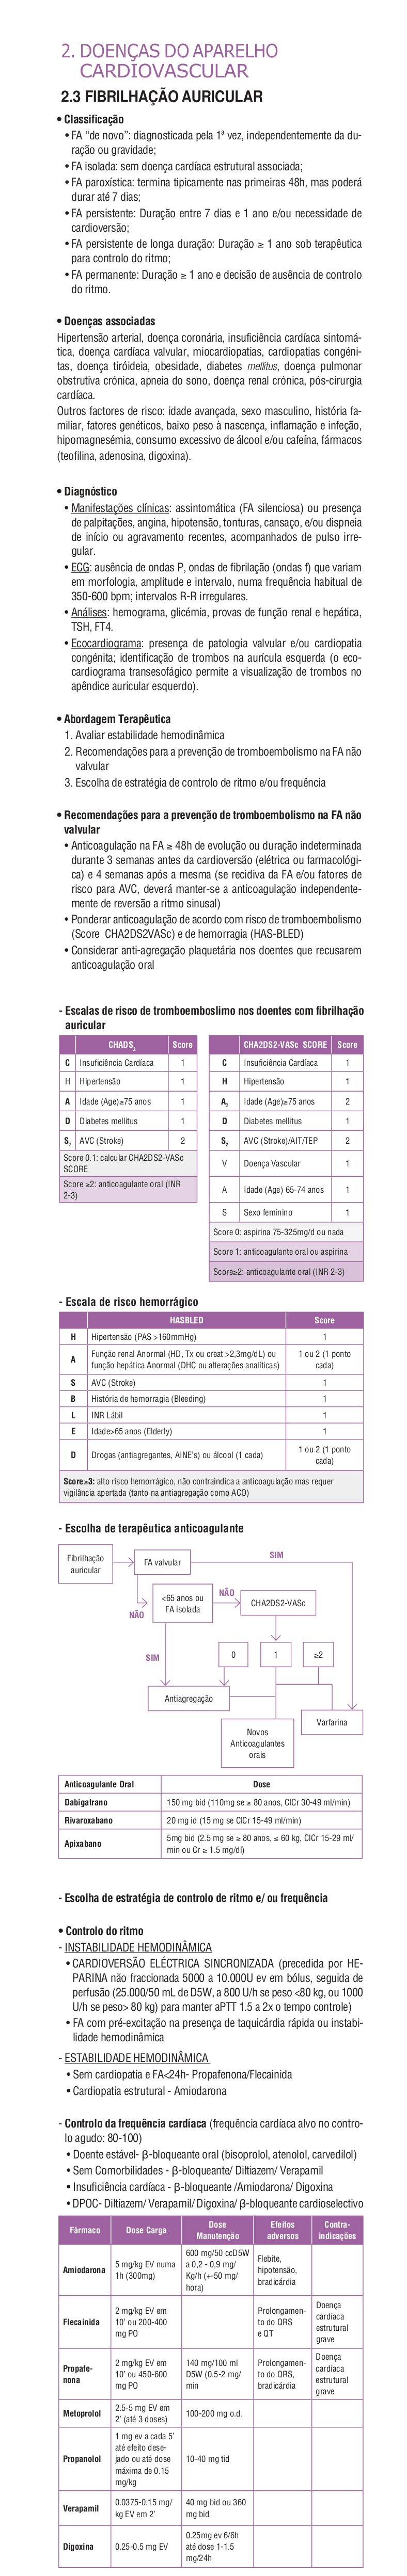 2. DOENÇAS DO APARELHO
CARDIOVASCULAR
2.3 FIBRILHAÇÃO AURICULAR
• Classificação
• FA “de novo”: diagnosticada pela 1ª vez, independentemente da du-
ração ou gravidade;
• FA isolada: sem doença cardíaca estrutural associada;
• FA paroxística: termina tipicamente nas primeiras 48h, mas poderá
durar até 7 dias;
• FA persistente: Duração entre 7 dias e 1 ano e/ou necessidade de
cardioversão;
• FA persistente de longa duração: Duração ≥ 1 ano sob terapêutica
para controlo do ritmo;
• FA permanente: Duração ≥ 1 ano e decisão de ausência de controlo
do ritmo.
• Doenças associadas
Hipertensão arterial, doença coronária, insuficiência cardíaca sintomá-
tica, doença cardíaca valvular, miocardiopatias, cardiopatias congéni-
tas, doença tiróideia, obesidade, diabetes mellitus, doença pulmonar
obstrutiva crónica, apneia do sono, doença renal crónica, pós-cirurgia
cardíaca.
Outros factores de risco: idade avançada, sexo masculino, história fa-
miliar, fatores genéticos, baixo peso à nascença, inflamação e infeção,
hipomagnesémia, consumo excessivo de álcool e/ou cafeína, fármacos
(teofilina, adenosina, digoxina).
• Diagnóstico
• Manifestações clínicas: assintomática (FA silenciosa) ou presença
de palpitações, angina, hipotensão, tonturas, cansaço, e/ou dispneia
de início ou agravamento recentes, acompanhados de pulso irre-
gular.
• ECG: ausência de ondas P, ondas de fibrilação (ondas f) que variam
em morfologia, amplitude e intervalo, numa frequência habitual de
350-600 bpm; intervalos R-R irregulares.
• Análises: hemograma, glicémia, provas de função renal e hepática,
TSH, FT4.
• Ecocardiograma: presença de patologia valvular e/ou cardiopatia
congénita; identificação de trombos na aurícula esquerda (o eco-
cardiograma transesofágico permite a visualização de trombos no
apêndice auricular esquerdo).
• Abordagem Terapêutica
1. Avaliar estabilidade hemodinâmica
2. Recomendações para a prevenção de tromboembolismo na FA não
valvular
3. Escolha de estratégia de controlo de ritmo e/ou frequência
• Recomendações para a prevenção de tromboembolismo na FA não
valvular
• Anticoagulação na FA ≥ 48h de evolução ou duração indeterminada
durante 3 semanas antes da cardioversão (elétrica ou farmacológi-
ca) e 4 semanas após a mesma (se recidiva da FA e/ou fatores de
risco para AVC, deverá manter-se a anticoagulação independente-
mente de reversão a ritmo sinusal)
• Ponderar anticoagulação de acordo com risco de tromboembolismo
(Score CHA2DS2VASc) e de hemorragia (HAS-BLED)
• Considerar anti-agregação plaquetária nos doentes que recusarem
anticoagulação oral
- Escalas de risco de tromboemboslimo nos doentes com fibrilhação
auricular
CHADS2 Score
C Insuficiência Cardíaca 1
H Hipertensão 1
A Idade (Age)≥75 anos 1
D Diabetes mellitus 1
S2 AVC (Stroke) 2
Score 0.1: calcular CHA2DS2-VASc
SCORE
Score ≥2: anticoagulante oral (INR
2-3)
CHA2DS2-VASc SCORE Score
C Insuficiência Cardíaca 1
H Hipertensão 1
A2 Idade (Age)≥75 anos 2
D Diabetes mellitus 1
S2 AVC (Stroke)/AIT/TEP 2
V Doença Vascular 1
A Idade (Age) 65-74 anos 1
S Sexo feminino 1
Score 0: aspirina 75-325mg/d ou nada
Score 1: anticoagulante oral ou aspirina
Score≥2: anticoagulante oral (INR 2-3)
- Escala de risco hemorrágico
HASBLED Score
H Hipertensão (PAS >160mmHg) 1
A Função renal Anormal (HD, Tx ou creat >2,3mg/dL) ou
função hepática Anormal (DHC ou alterações analíticas) 1 ou 2 (1 ponto
cada)
S AVC (Stroke) 1
B História de hemorragia (Bleeding) 1
L INR Lábil 1
E Idade>65 anos (Elderly) 1
D Drogas (antiagregantes, AINE’s) ou álcool (1 cada) 1 ou 2 (1 ponto
cada)
Score≥3: alto risco hemorrágico, não contraindica a anticoagulação mas requer
vigilância apertada (tanto na antiagregação como ACO)
- Escolha de terapêutica anticoagulante
Fibrilhação
auricular
FA valvular
SIM
<65 anos ou
FA isolada
NÃO
CHA2DS2-VASc
NÃO
SIM
0
1
≥2
Antiagregação
Varfarina
Novos
Anticoagulantes
orais
Anticoagulante Oral Dose
Dabigatrano 150 mg bid (110mg se ≥ 80 anos, ClCr 30-49 ml/min)
Rivaroxabano 20 mg id (15 mg se ClCr 15-49 ml/min)
Apixabano 5mg bid (2.5 mg se ≥ 80 anos, ≤ 60 kg, ClCr 15-29 ml/
min ou Cr ≥ 1.5 mg/dl)
- Escolha de estratégia de controlo de ritmo e/ ou frequência
• Controlo do ritmo
- INSTABILIDADE HEMODINÂMICA
• CARDIOVERSÃO ELÉCTRICA SINCRONIZADA (precedida por HE-
PARINA não fraccionada 5000 a 10.000U ev em bólus, seguida de
perfusão (25.000/50 mL de D5W, a 800 U/h se peso <80 kg, ou 1000
U/h se peso> 80 kg) para manter aPTT 1.5 a 2x o tempo controle)
• FA com pré-excitação na presença de taquicárdia rápida ou instabi-
lidade hemodinâmica
- ESTABILIDADE HEMODINÂMICA
• Sem cardiopatia e FA<24h- Propafenona/Flecainida
• Cardiopatia estrutural - Amiodarona
- Controlo da frequência cardíaca (frequência cardíaca alvo no contro-
lo agudo: 80-100)
• Doente estável- β-bloqueante oral (bisoprolol, atenolol, carvedilol)
• Sem Comorbilidades - β-bloqueante/ Diltiazem/ Verapamil
• Insuficiência cardíaca - β-bloqueante /Amiodarona/ Digoxina
• DPOC- Diltiazem/ Verapamil/ Digoxina/ β-bloqueante cardioselectivo
Fármaco Dose Carga Dose
Manutenção Efeitos
adversos Contra-
indicações
Amiodarona 5 mg/kg EV numa
1h (300mg) 600 mg/50 ccD5W
a 0,2 - 0,9 mg/
Kg/h (+-50 mg/
hora) Flebite,
hipotensão,
bradicárdia
Flecainida 2 mg/kg EV em
10’ ou 200-400
mg PO Prolongamen-
to do QRS
e QT Doença
cardíaca
estrutural
grave
Propafe-
nona 2 mg/kg EV em
10’ ou 450-600
mg PO 140 mg/100 ml
D5W (0.5-2 mg/
min Prolongamen-
to do QRS,
bradicárdia Doença
cardíaca
estrutural
grave
Metoprolol 2.5-5 mg EV em
2’ (até 3 doses) 100-200 mg o.d.
Propanolol 1 mg ev a cada 5’
até efeito dese-
jado ou até dose
máxima de 0.15
mg/kg 10-40 mg tid
Verapamil 0.0375-0.15 mg/
kg EV em 2’ 40 mg bid ou 360
mg bid
Digoxina 0.25-0.5 mg EV 0.25mg ev 6/6h
até dose 1-1.5
mg/24h